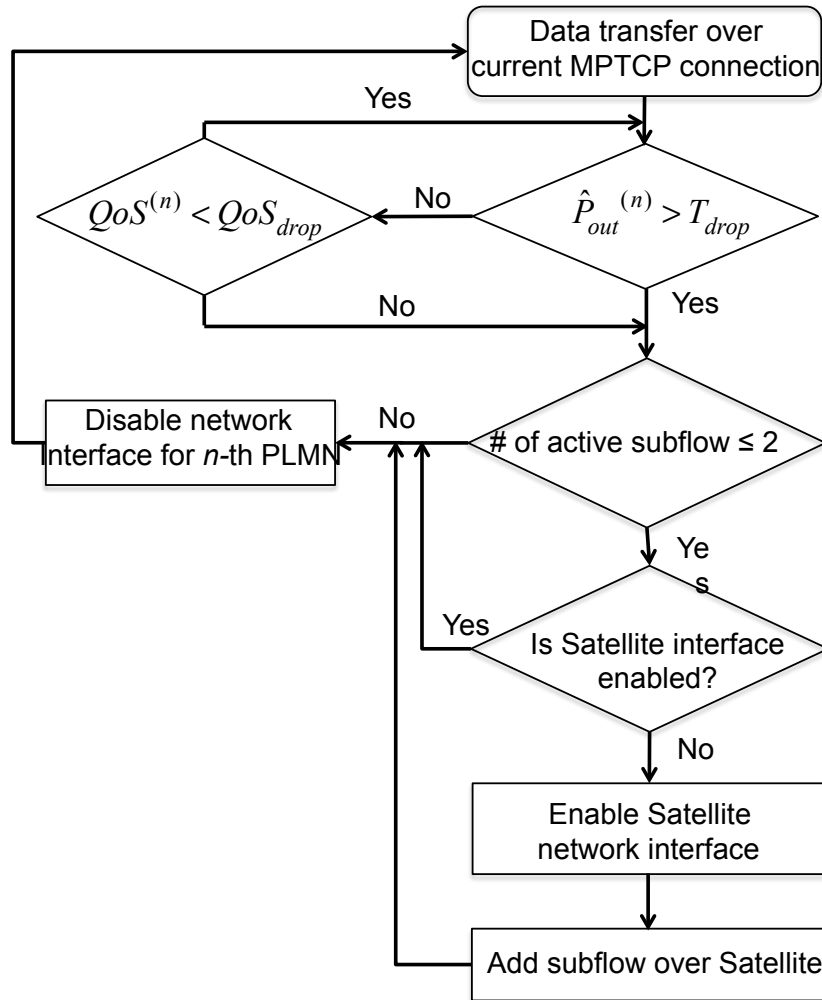 Data transfer over
current MPTCP connection
Yes
QoS^(n) < QoS_drop
No
P̂_out^(n) > T_drop
No
Yes
Disable network
Interface for n-th PLMN
No
# of active subflow ≤ 2
Ye
s
Yes
Is Satellite interface
enabled?
No
Enable Satellite
network interface
Add subflow over Satellite